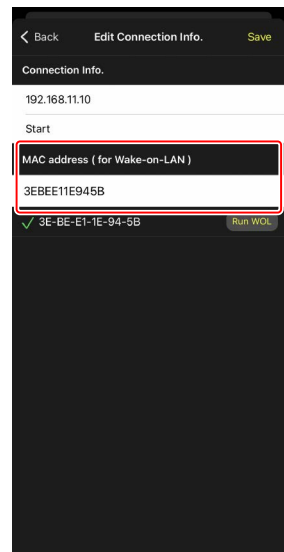 Back Edit Connection Info. Save
Connection Info.
192.168.11.10
Start
MAC address ( for Wake-on-LAN )
3EBEE11E945B
3E-BE-E1-1E-94-5B Run WOL